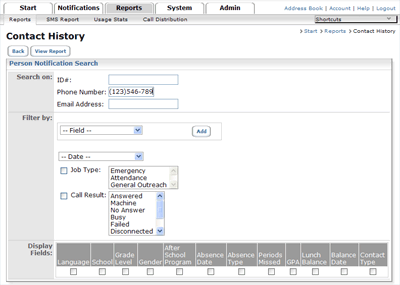 Start Notifications Reports System Admin
Address Book | Account | Help | Logout
Reports SMS Report Usage Stats Call Distribution Shortcuts
> Start > Reports > Contact History
Contact History
Back View Report
Person Notification Search
Search on: ID#:
Phone Number: (123)546-789
Email Address:
Filter by:
-- Field -- Add
-- Date --
Job Type: Emergency
Attendance
General Outreach
Call Result: Answered
Machine
No Answer
Busy
Failed
Disconnected
Display Fields:
Language School Grade Level Gender After School Program Absence Date Absence Type Periods Missed GPA Lunch Balance Balance Date Contact Type